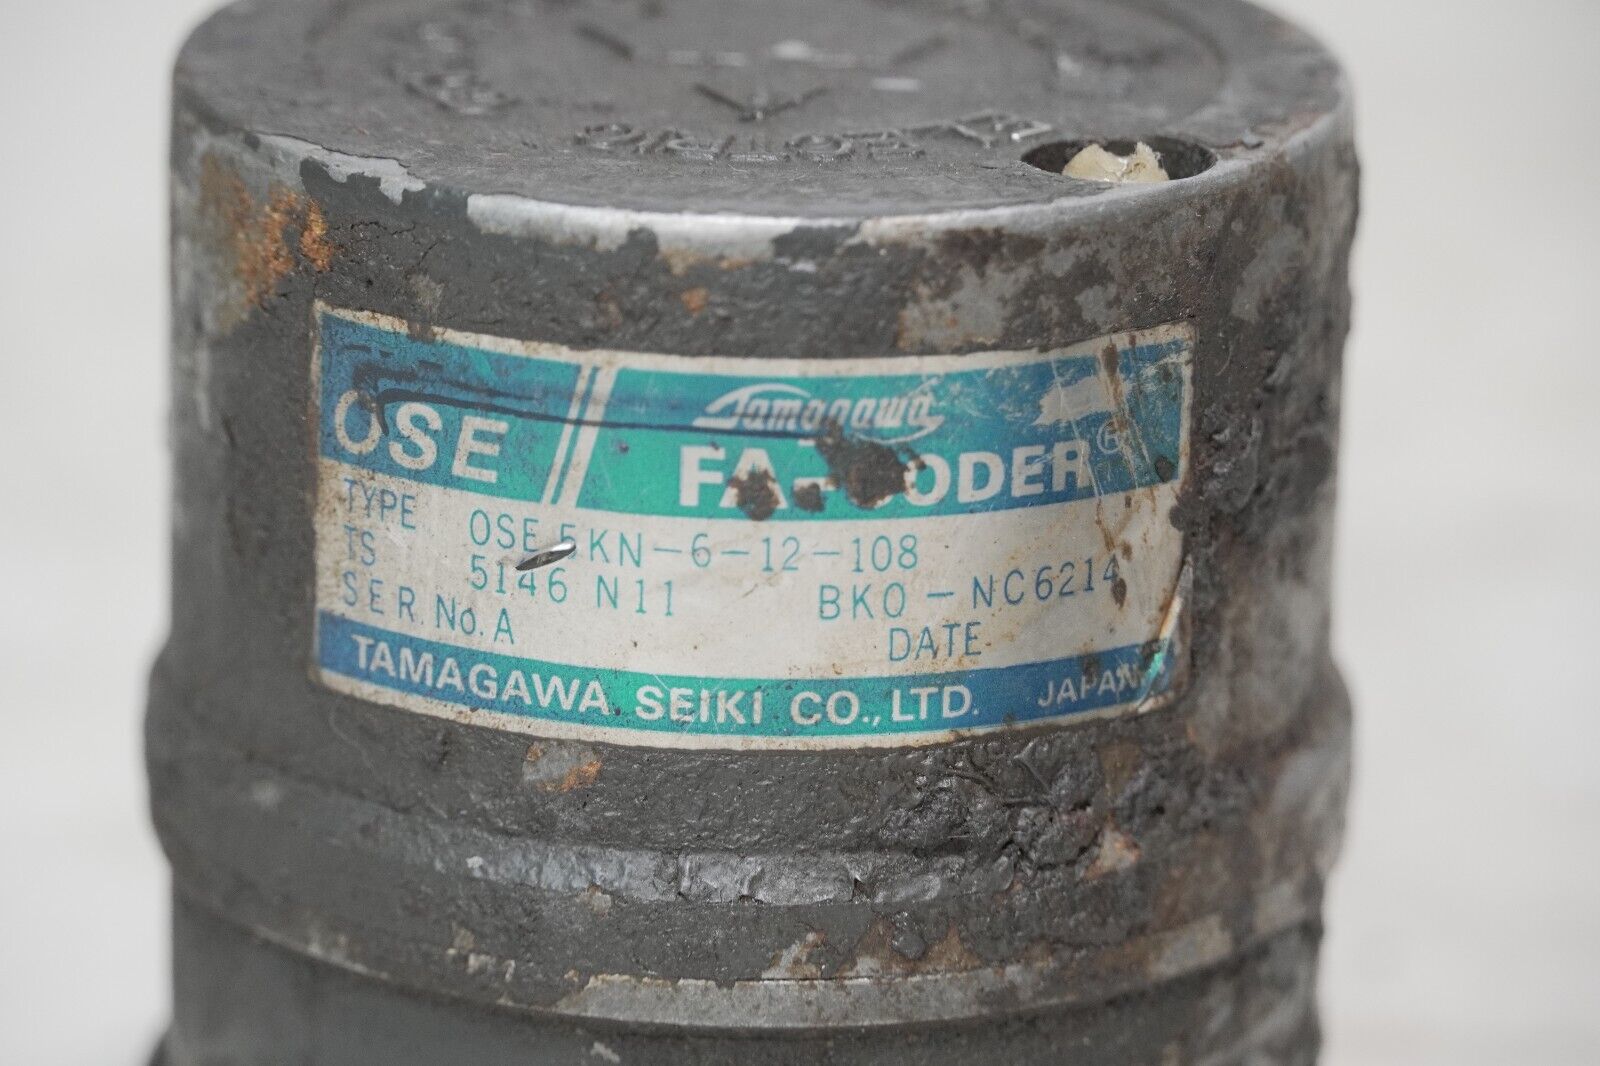 OSE
Tamagawa
FA-CODER®
TYPE OSE 5KN-6-12-108
TS 5146 N11 BKO-NC6214
SER. No. A DATE
TAMAGAWA SEIKI CO., LTD. JAPAN